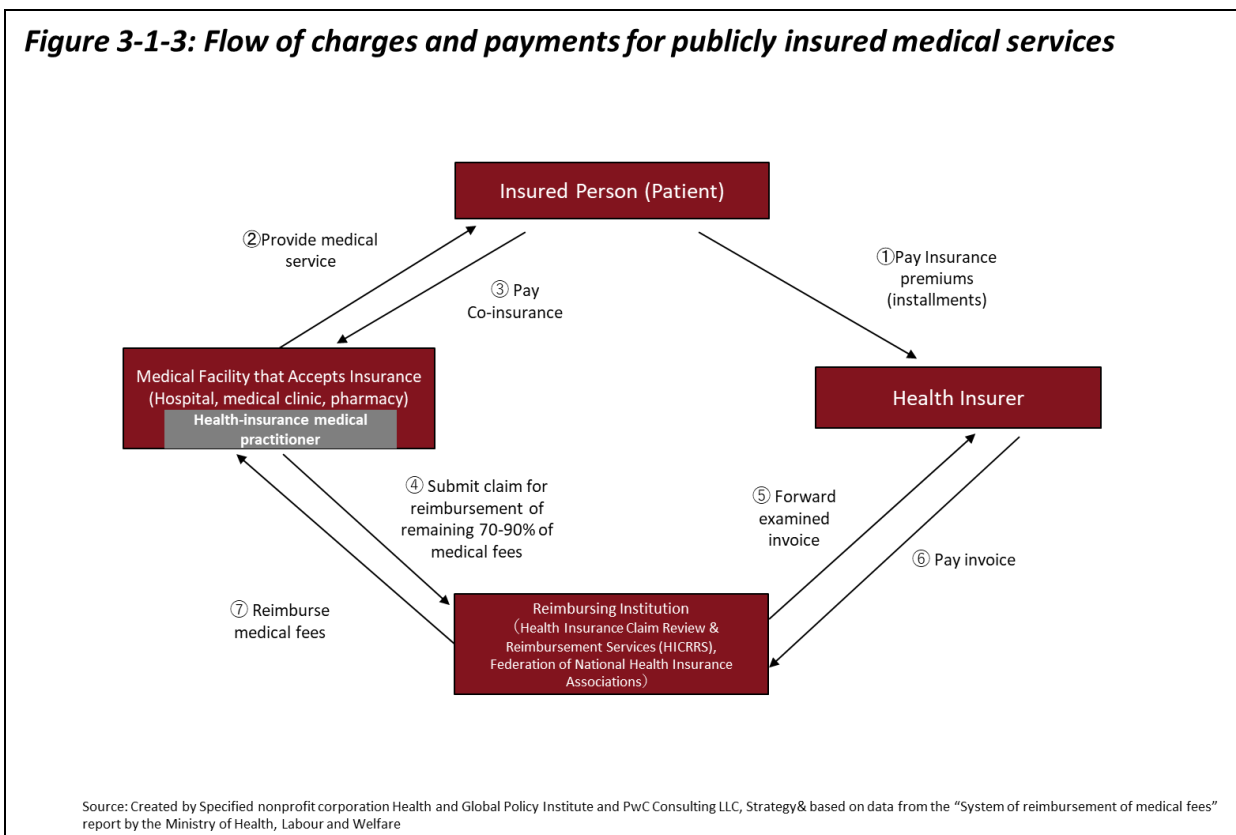 Figure 3-1-3: Flow of charges and payments for publicly insured medical services
Insured Person (Patient)
②Provide medical
service
③ Pay
Co-insurance
①Pay Insurance
premiums
(installments)
Medical Facility that Accepts Insurance
(Hospital, medical clinic, pharmacy)
Health-insurance medical
practitioner
Health Insurer
④ Submit claim for
reimbursement of
remaining 70-90% of
medical fees
⑤ Forward
examined
invoice
⑥ Pay invoice
⑦ Reimburse
medical fees
Reimbursing Institution
（Health Insurance Claim Review &
Reimbursement Services (HICRRS),
Federation of National Health Insurance
Associations）
Source: Created by Specified nonprofit corporation Health and Global Policy Institute and PwC Consulting LLC, Strategy& based on data from the “System of reimbursement of medical fees”
report by the Ministry of Health, Labour and Welfare